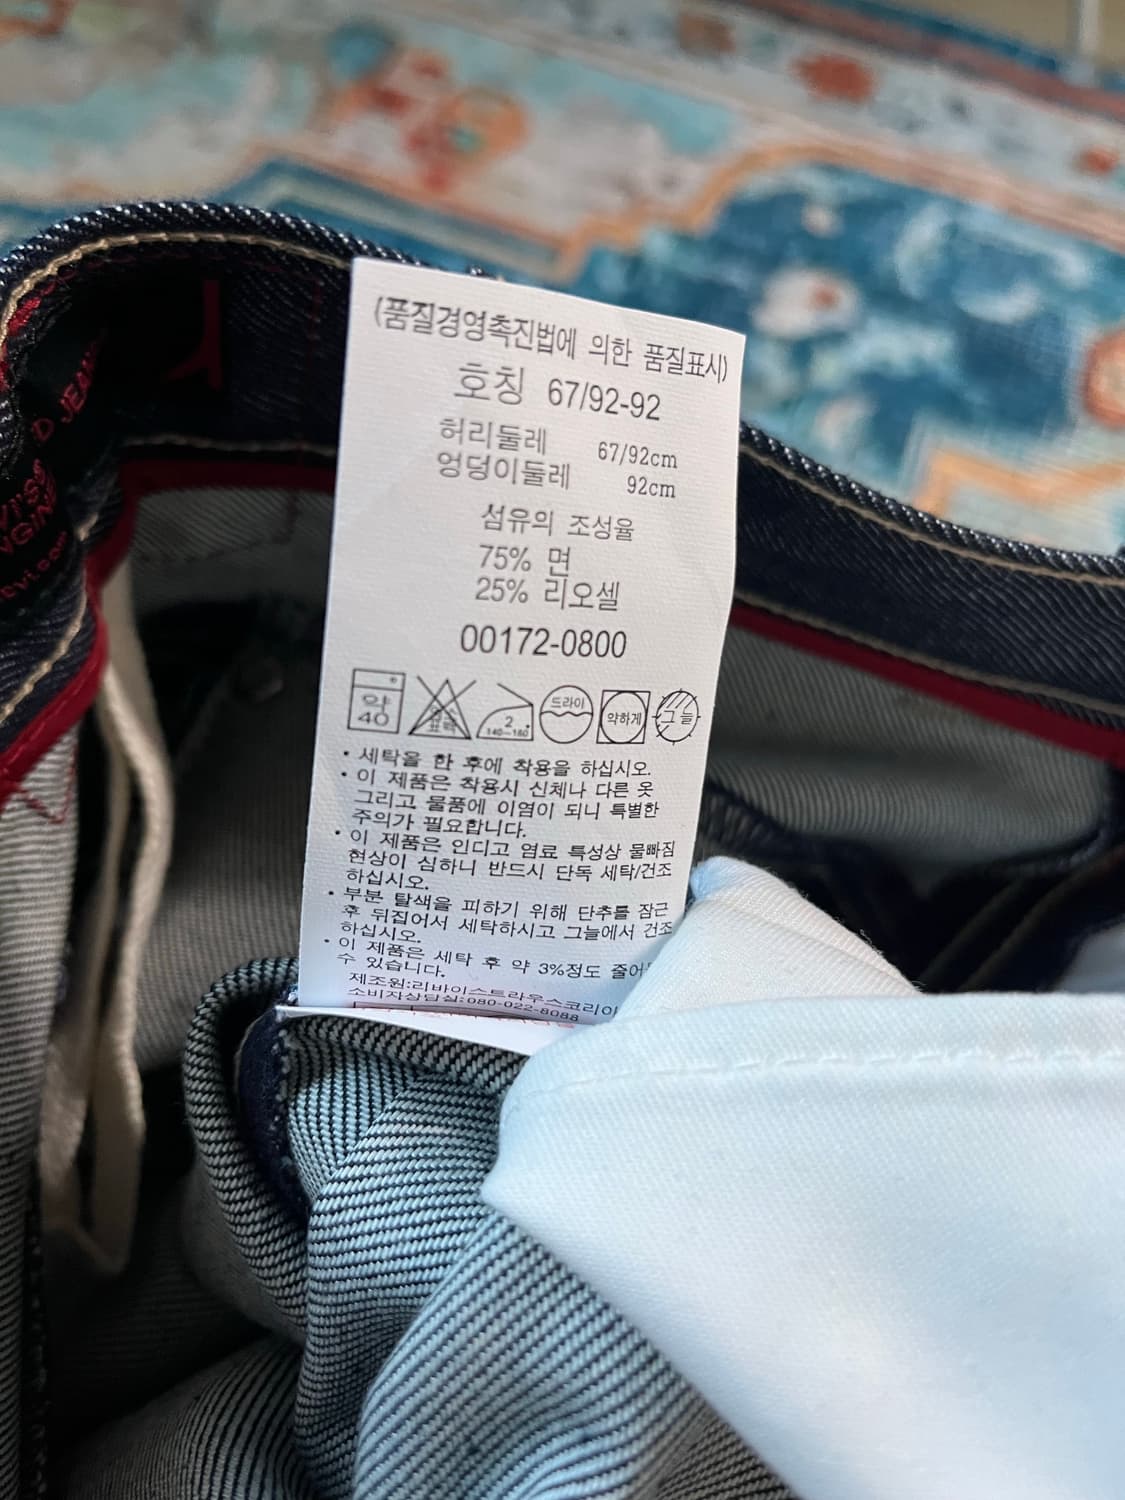 (품질경영촉진법에 의한 품질표시)
호칭 67/92-92
허리둘레 67/92cm
엉덩이둘레 92cm
섬유의 조성율
75% 면
25% 리오셀
00172-0800
약 40 표백 2 140-160 드라이 약하게 그늘
• 세탁을 한 후에 착용을 하십시오.
• 이 제품은 착용시 신체나 다른 옷
그리고 물품에 이염이 되니 특별한
주의가 필요합니다.
• 이 제품은 인디고 염료 특성상 물빠짐
현상이 심하니 반드시 단독 세탁/건조
하십시오.
• 부분 탈색을 피하기 위해 단추를 잠근
후 뒤집어서 세탁하시고 그늘에서 건조
하십시오.
• 이 제품은 세탁 후 약 3%정도
수 있습니다.
제조원:리바이스트라우스코리아
소비자상담실:080-022-8088